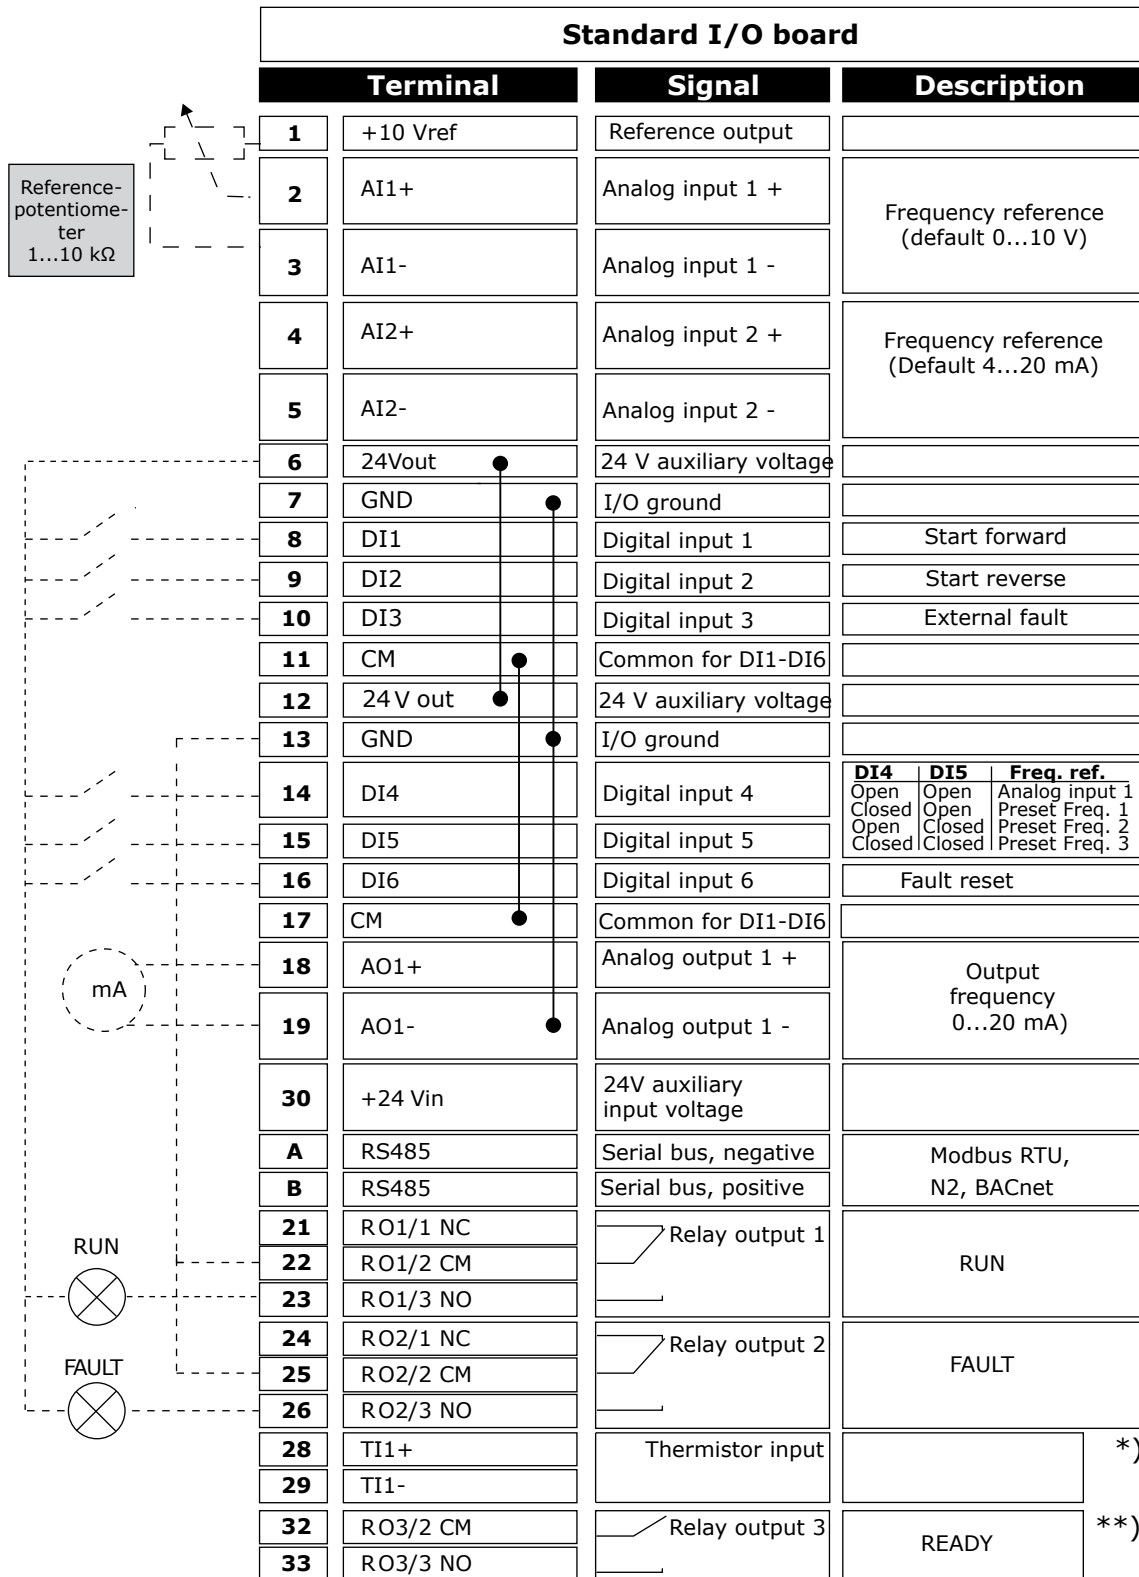 Standard I/O board
Terminal Signal Description
Reference-
potentiome-
ter
1...10 kΩ
1 +10 Vref Reference output
2 AI1+ Analog input 1 +
3 AI1- Analog input 1 -
Frequency reference
(default 0...10 V)
4 AI2+ Analog input 2 +
5 AI2- Analog input 2 -
Frequency reference
(Default 4...20 mA)
6 24Vout 24 V auxiliary voltage
7 GND I/O ground
8 DI1 Digital input 1 Start forward
9 DI2 Digital input 2 Start reverse
10 DI3 Digital input 3 External fault
11 CM Common for DI1-DI6
12 24 V out 24 V auxiliary voltage
13 GND I/O ground
14 DI4 Digital input 4
15 DI5 Digital input 5
DI4 DI5 Freq. ref.
Open Open Analog input 1
Closed Open Preset Freq. 1
Open Closed Preset Freq. 2
Closed Closed Preset Freq. 3
16 DI6 Digital input 6 Fault reset
17 CM Common for DI1-DI6
mA
18 AO1+ Analog output 1 +
19 AO1- Analog output 1 -
Output
frequency
0...20 mA)
30 +24 Vin 24V auxiliary
input voltage
A RS485 Serial bus, negative
B RS485 Serial bus, positive
Modbus RTU,
N2, BACnet
RUN
21 RO1/1 NC Relay output 1
22 RO1/2 CM RUN
23 RO1/3 NO
FAULT
24 RO2/1 NC Relay output 2
25 RO2/2 CM FAULT
26 RO2/3 NO
28 TI1+ Thermistor input *)
29 TI1-
32 RO3/2 CM Relay output 3 READY **)
33 RO3/3 NO